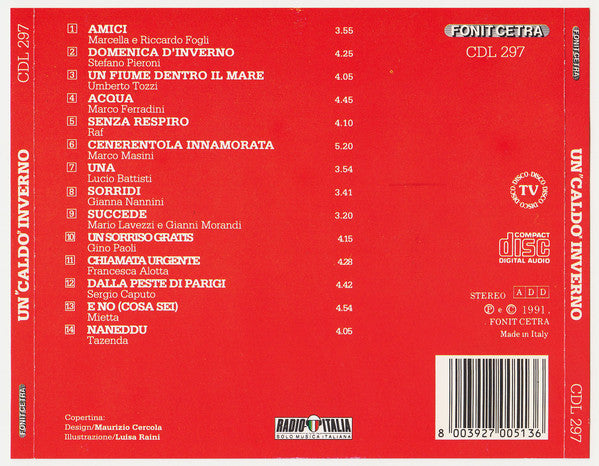 CDL 297
UN "CALDO" INVERNO
FONIT CETRA
1 AMICI 3.55
Marcella e Riccardo Fogli
2 DOMENICA D'INVERNO 4.25
Stefano Pieroni
3 UN FIUME DENTRO IL MARE 4.05
Umberto Tozzi
4 ACQUA 4.45
Marco Ferradini
5 SENZA RESPIRO 4.10
Raf
6 CENERENTOLA INNAMORATA 5.20
Marco Masini
7 UNA 3.54
Lucio Battisti
8 SORRIDI 3.41
Gianna Nannini
9 SUCCEDE 3.20
Mario Lavezzi e Gianni Morandi
10 UN SORRISO GRATIS 4.15
Gino Paoli
11 CHIAMATA URGENTE 4.28
Francesca Alotta
12 DALLA PESTE DI PARIGI 4.42
Sergio Caputo
13 E NO (COSA SEI) 4.54
Mietta
14 NANEDDU 4.05
Tazenda
Copertina:
Design/Maurizio Cercola
Illustrazione/Luisa Raini
RADIO ITALIA
SOLO MUSICA ITALIANA
FONIT CETRA
CDL 297
DISCO·DISCO·DISCO·DISCO·DISCO
TV
COMPACT
disc
DIGITAL AUDIO
STEREO ADD
℗ e © 1991,
FONIT CETRA
Made in Italy
8 003927 005136
FONIT CETRA
UN "CALDO" INVERNO
CDL 297